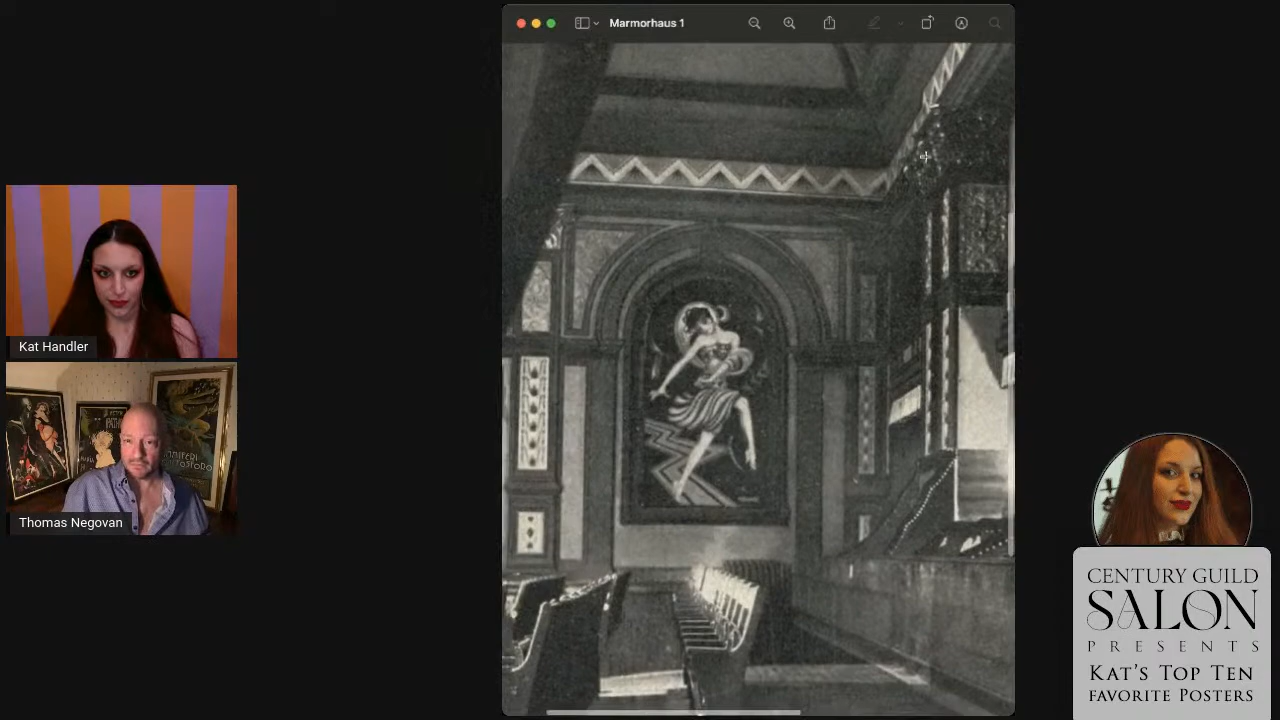 Marmorhaus 1
Kat Handler
Thomas Negovan
CENTURY GUILD
SALON
PRESENTS
KAT'S TOP TEN
FAVORITE POSTERS